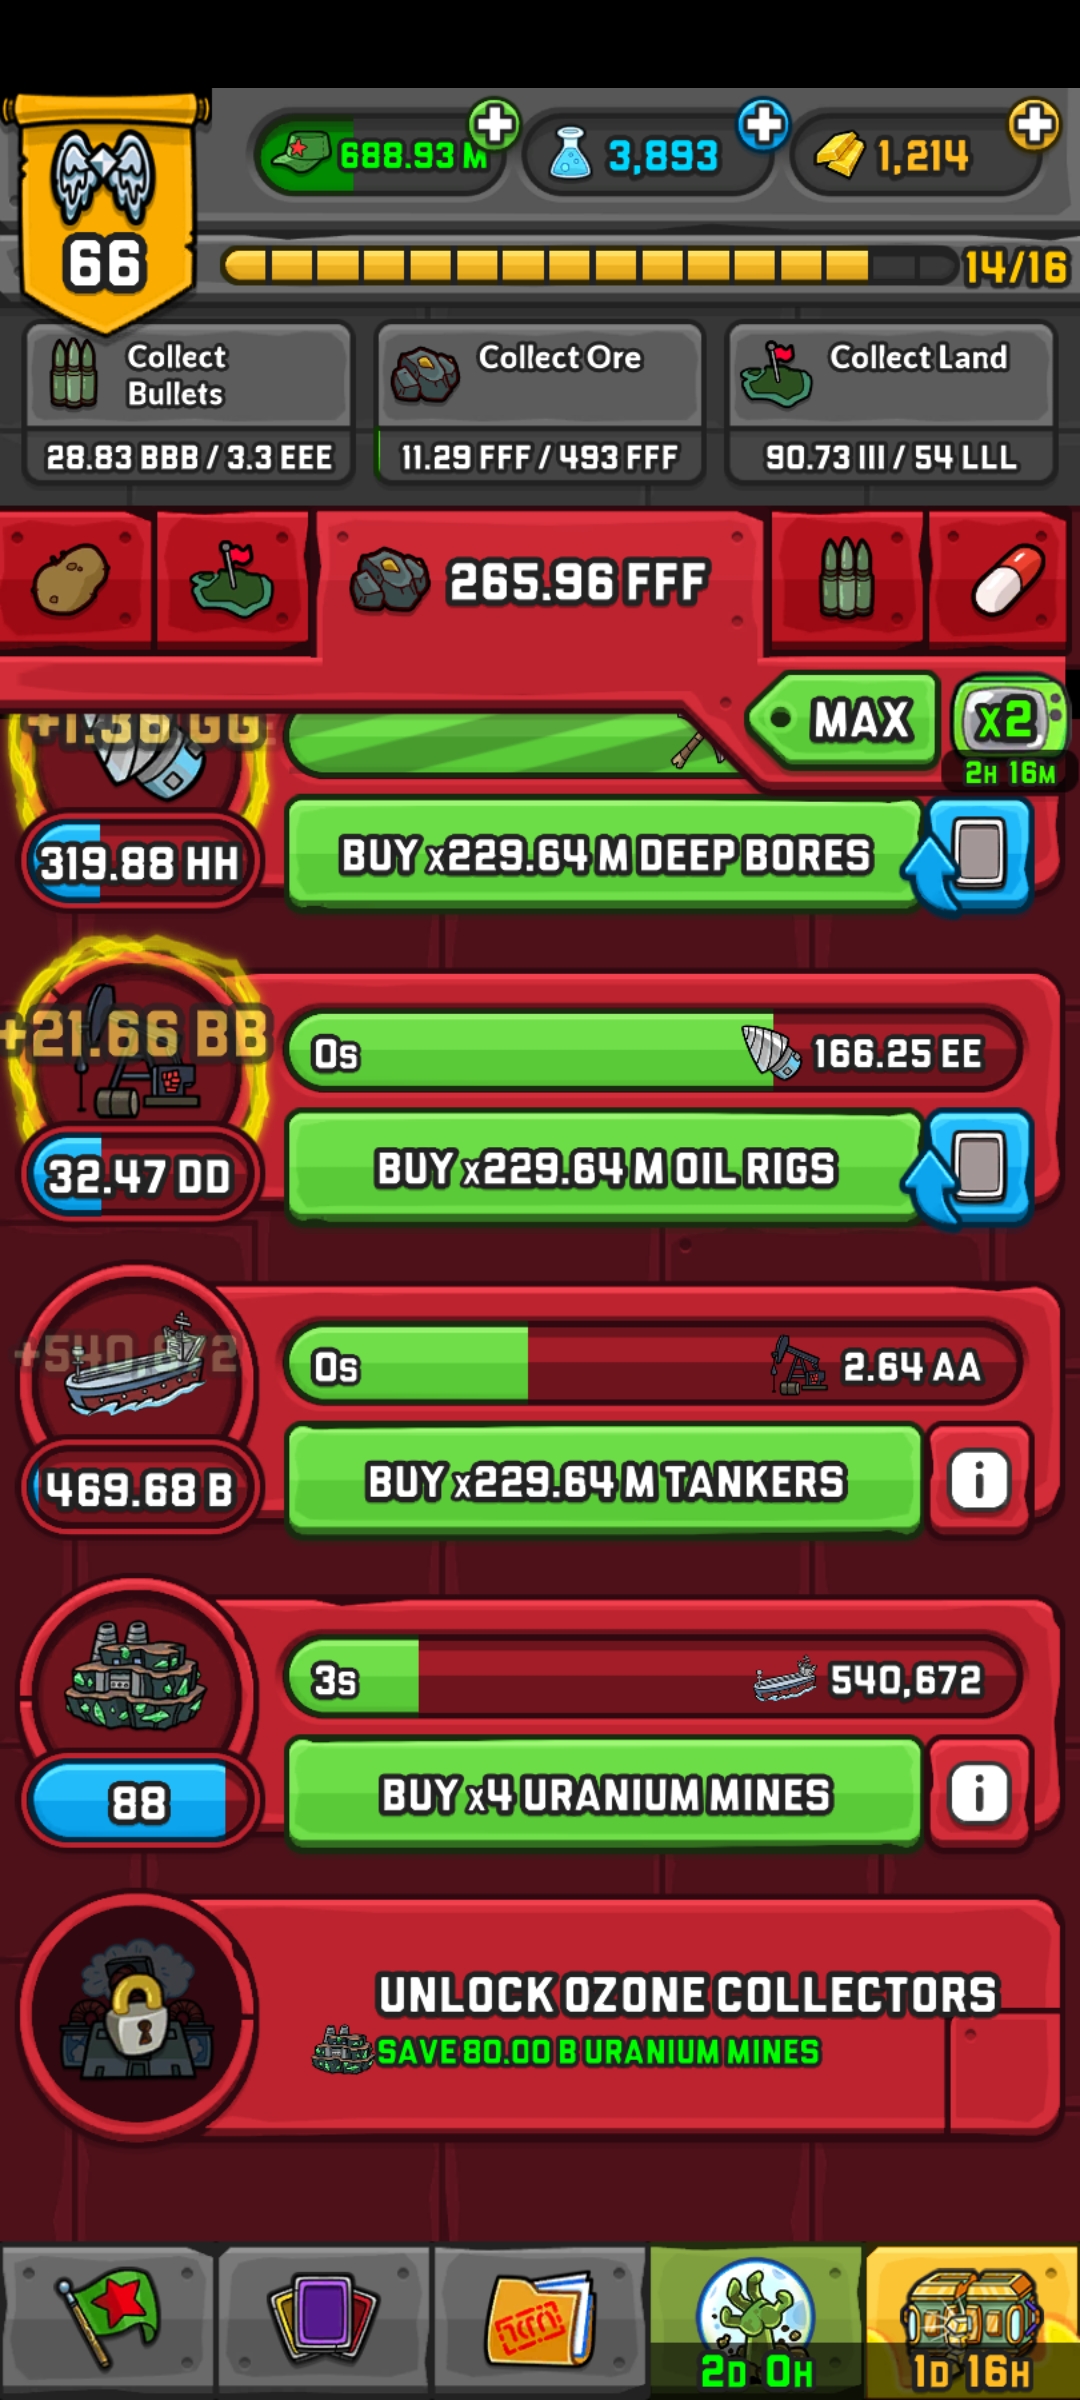 688.93 M
3,893
1,214
66
14/16
Collect
Bullets
Collect Ore
Collect Land
28.83 BBB / 3.3 EEE
11.29 FFF / 493 FFF
90.73 III / 54 LLL
265.96 FFF
MAX
x2
2H 16M
319.88 HH
BUY x229.64 M DEEP BORES
+21.66 BB
0s
166.25 EE
32.47 DD
BUY x229.64 M OIL RIGS
0s
2.64 AA
469.68 B
BUY x229.64 M TANKERS
i
3s
540,672
88
BUY x4 URANIUM MINES
i
UNLOCK OZONE COLLECTORS
SAVE 80.00 B URANIUM MINES
2D 0H
1D 16H